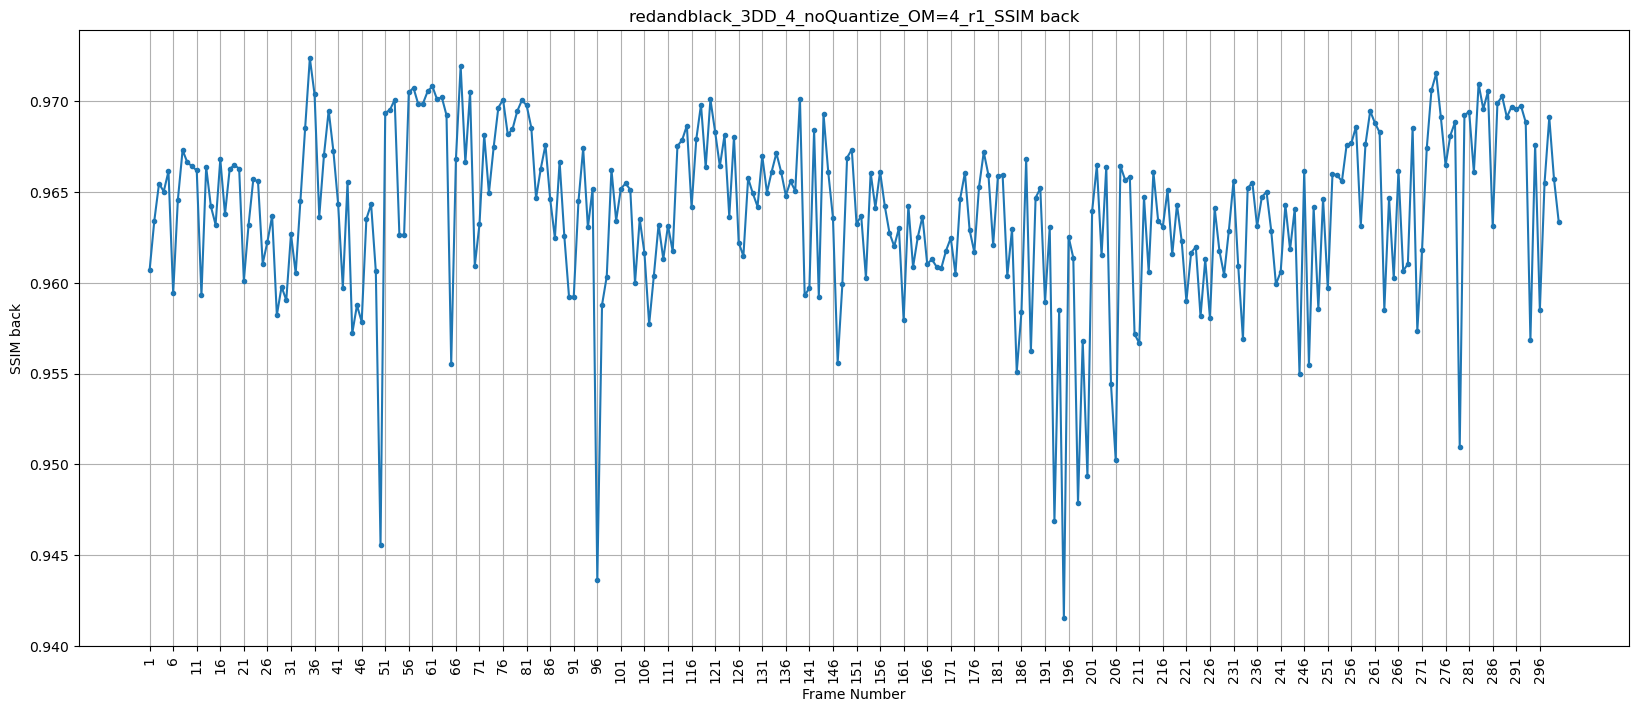 redandblack_3DD_4_noQuantize_OM=4_r1_SSIM back
0.970
0.965
0.960
0.955
0.950
0.945
0.940
SSIM back
1 6 11 16 21 26 31 36 41 46 51 56 61 66 71 76 81 86 91 96 101 106 111 116 121 126 131 136 141 146 151 156 161 166 171 176 181 186 191 196 201 206 211 216 221 226 231 236 241 246 251 256 261 266 271 276 281 286 291 296
Frame Number